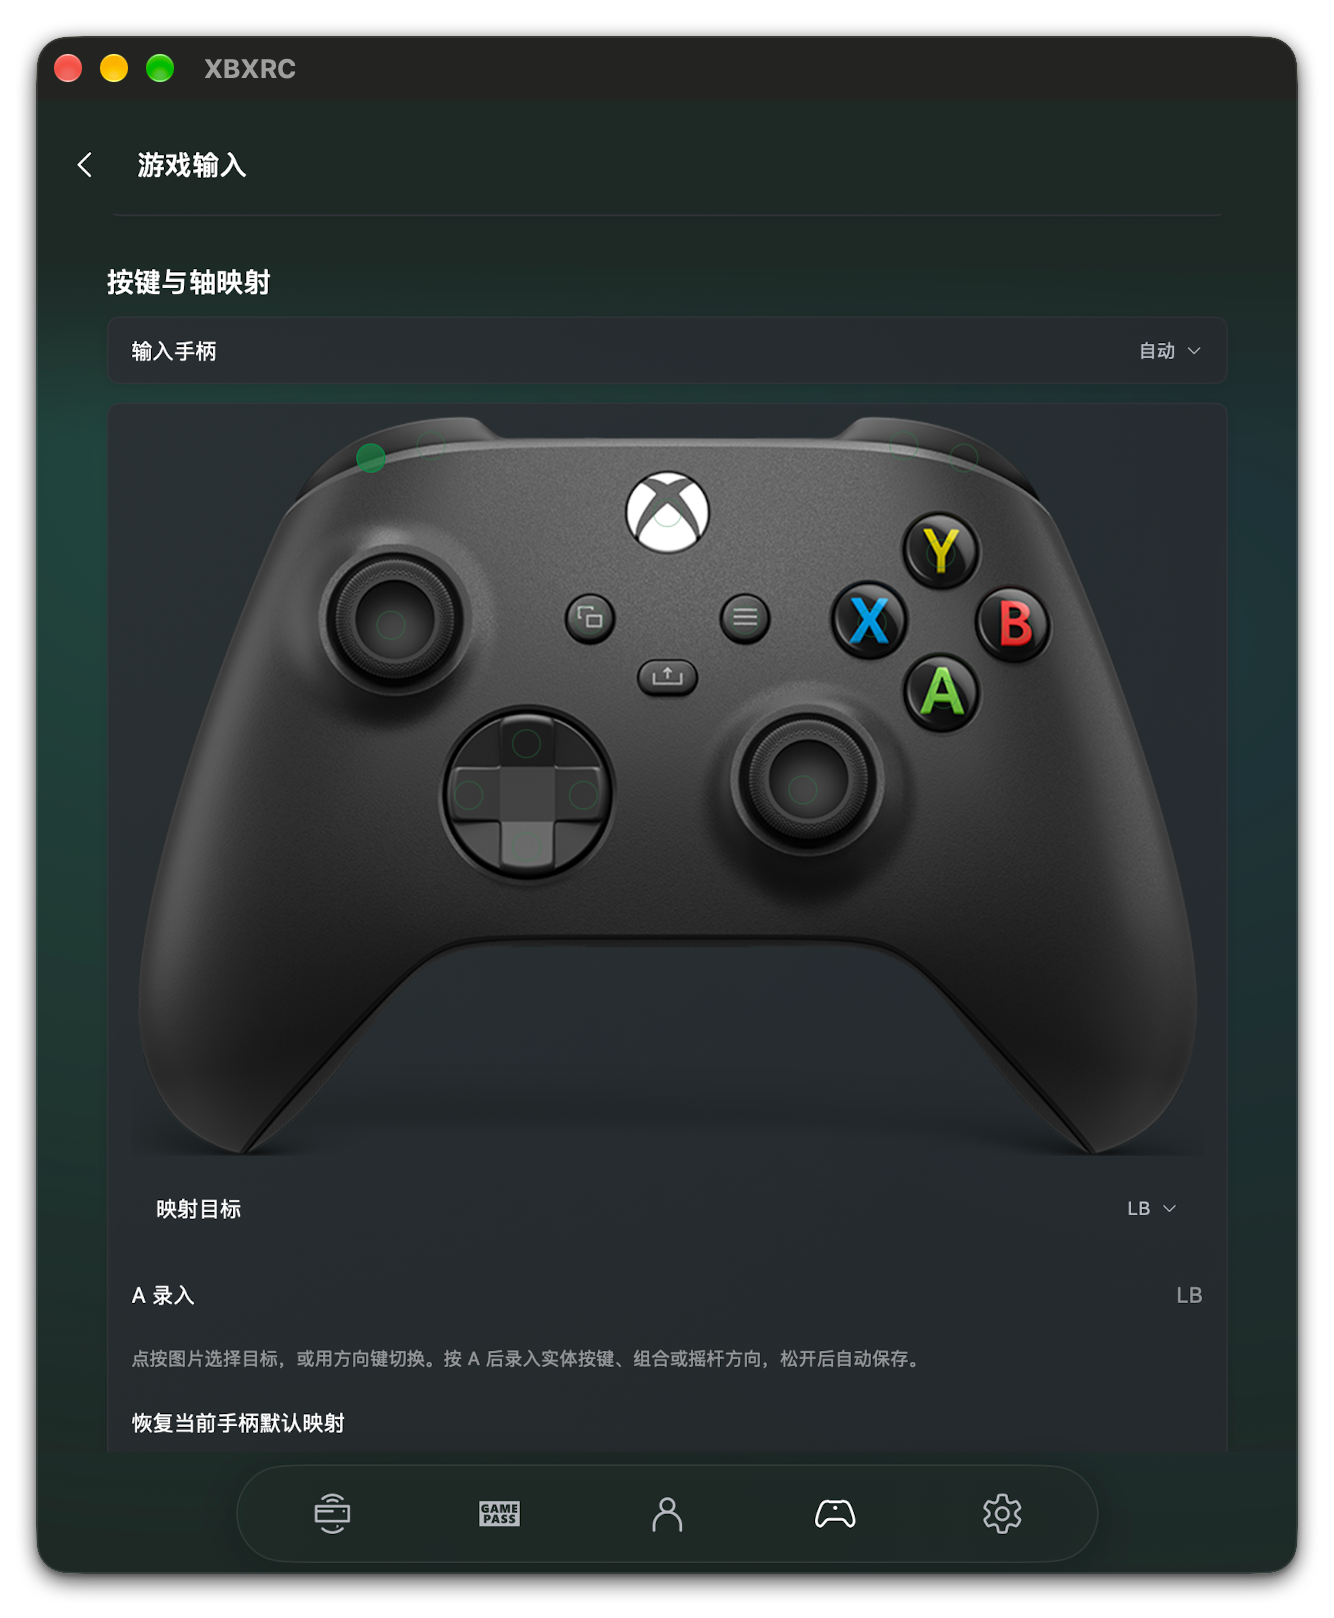 XBXRC
游戏输入
按键与轴映射
输入手柄
自动
Y
X
B
A
映射目标
LB
A 录入
LB
点按图片选择目标，或用方向键切换。按 A 后录入实体按键、组合或摇杆方向，松开后自动保存。
恢复当前手柄默认映射
GAME
PASS